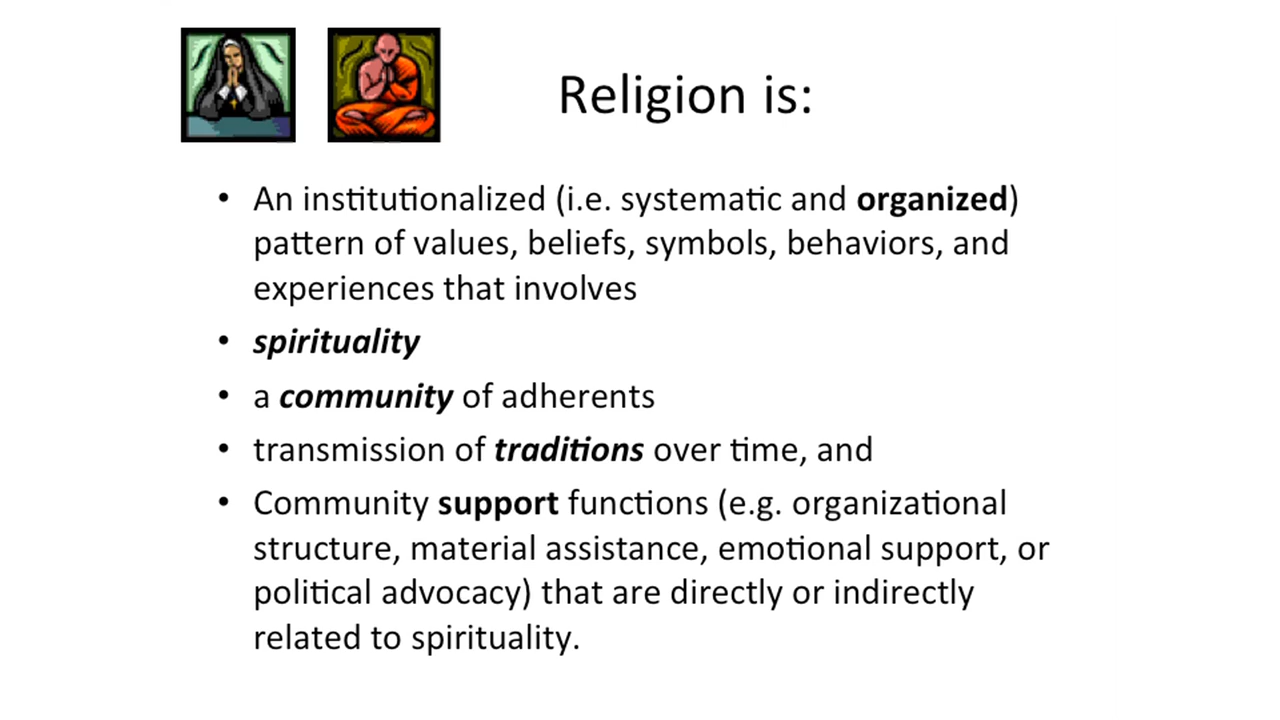 Religion is:
• An institutionalized (i.e. systematic and organized)
pattern of values, beliefs, symbols, behaviors, and
experiences that involves
• spirituality
• a community of adherents
• transmission of traditions over time, and
• Community support functions (e.g. organizational
structure, material assistance, emotional support, or
political advocacy) that are directly or indirectly
related to spirituality.